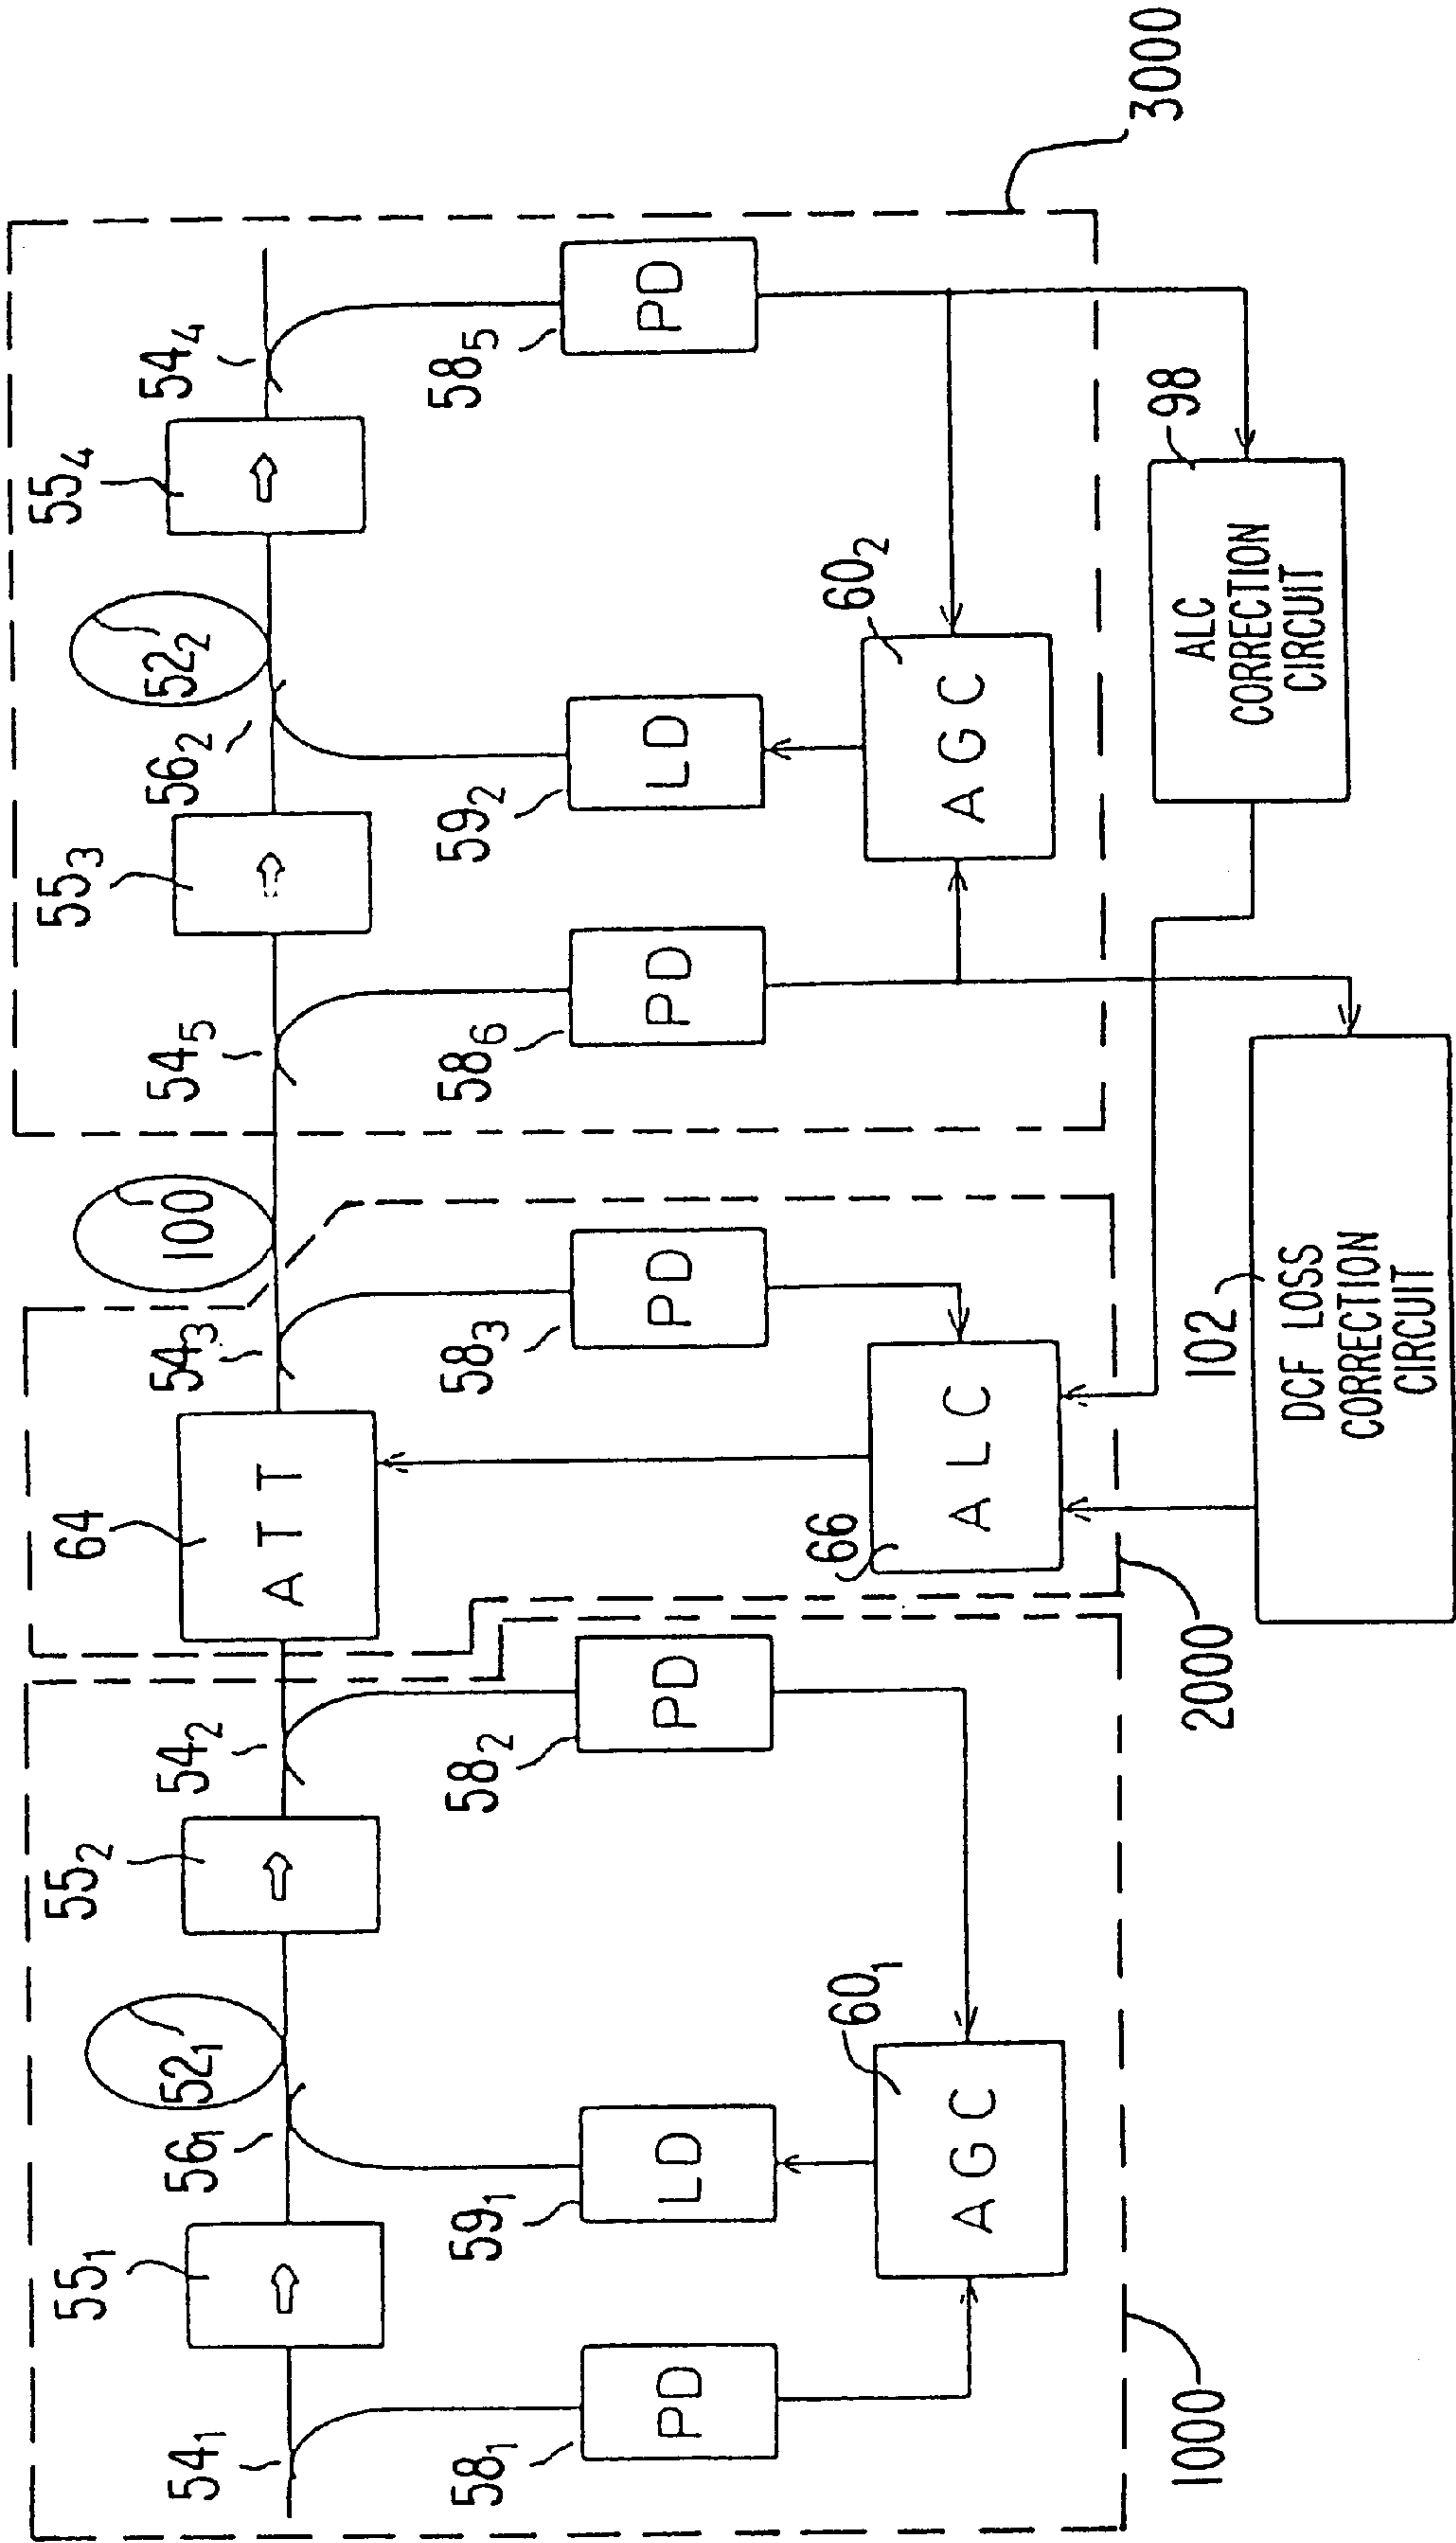 54₁
55₁
56₁
52₁
55₂
54₂
64
ATT
54₃
100
54₅
55₃
56₂
52₂
55₄
54₄
58₁
PD
59₁
LD
58₂
PD
58₃
PD
58₆
PD
59₂
LD
58₅
PD
AGC
60₁
66
ALC
AGC
60₂
1000
2000
3000
102
DCF LOSS
CORRECTION
CIRCUIT
98
ALC
CORRECTION
CIRCUIT